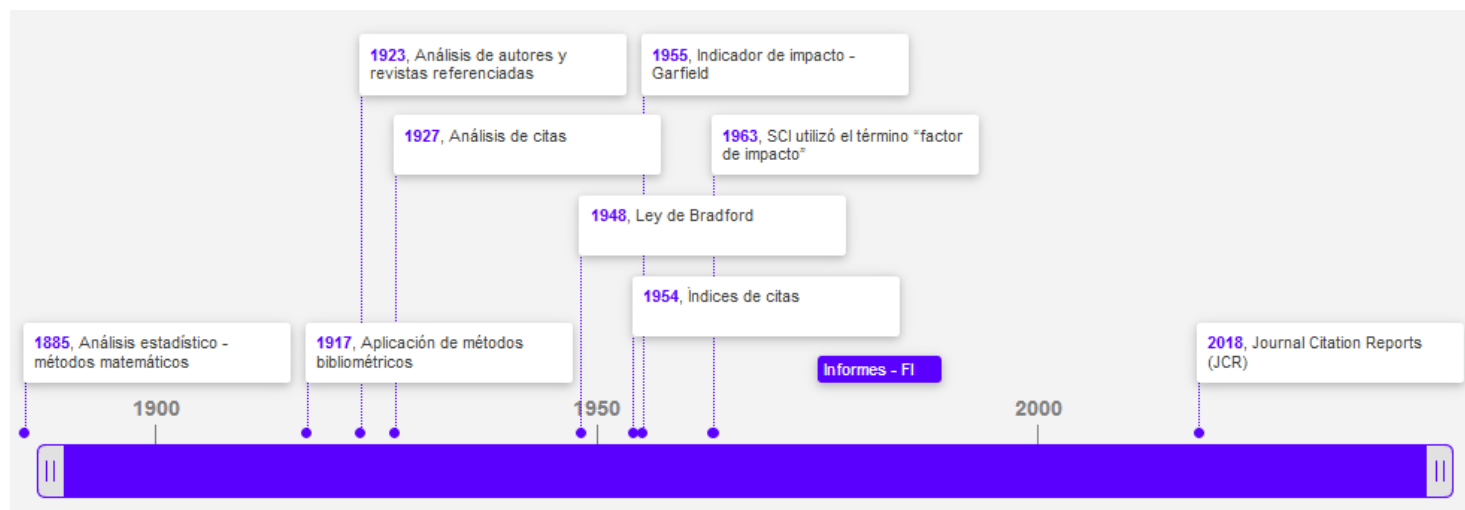 1923, Análisis de autores y
revistas referenciadas
1955, Indicador de impacto -
Garfield
1927, Análisis de citas
1963, SCI utilizó el término “factor
de impacto”
1948, Ley de Bradford
1954, Índices de citas
1885, Análisis estadístico -
métodos matemáticos
1917, Aplicación de métodos
bibliométricos
Informes - FI
2018, Journal Citation Reports
(JCR)
1900
1950
2000